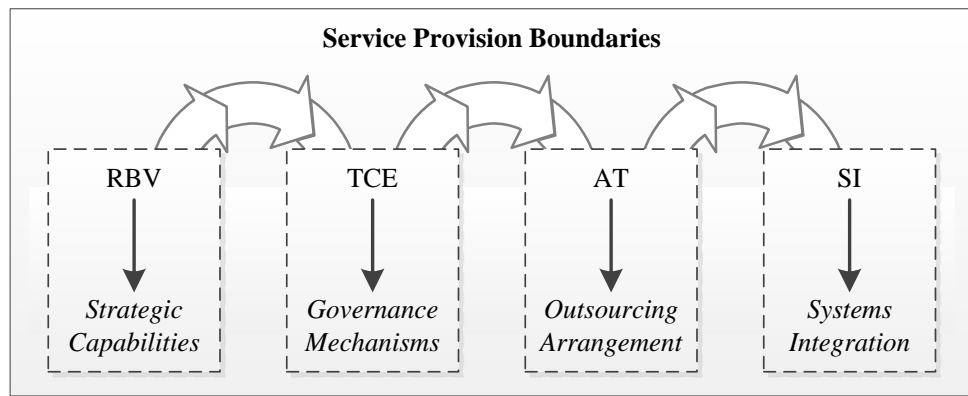 Service Provision Boundaries
RBV
TCE
AT
SI
Strategic
Capabilities
Governance
Mechanisms
Outsourcing
Arrangement
Systems
Integration